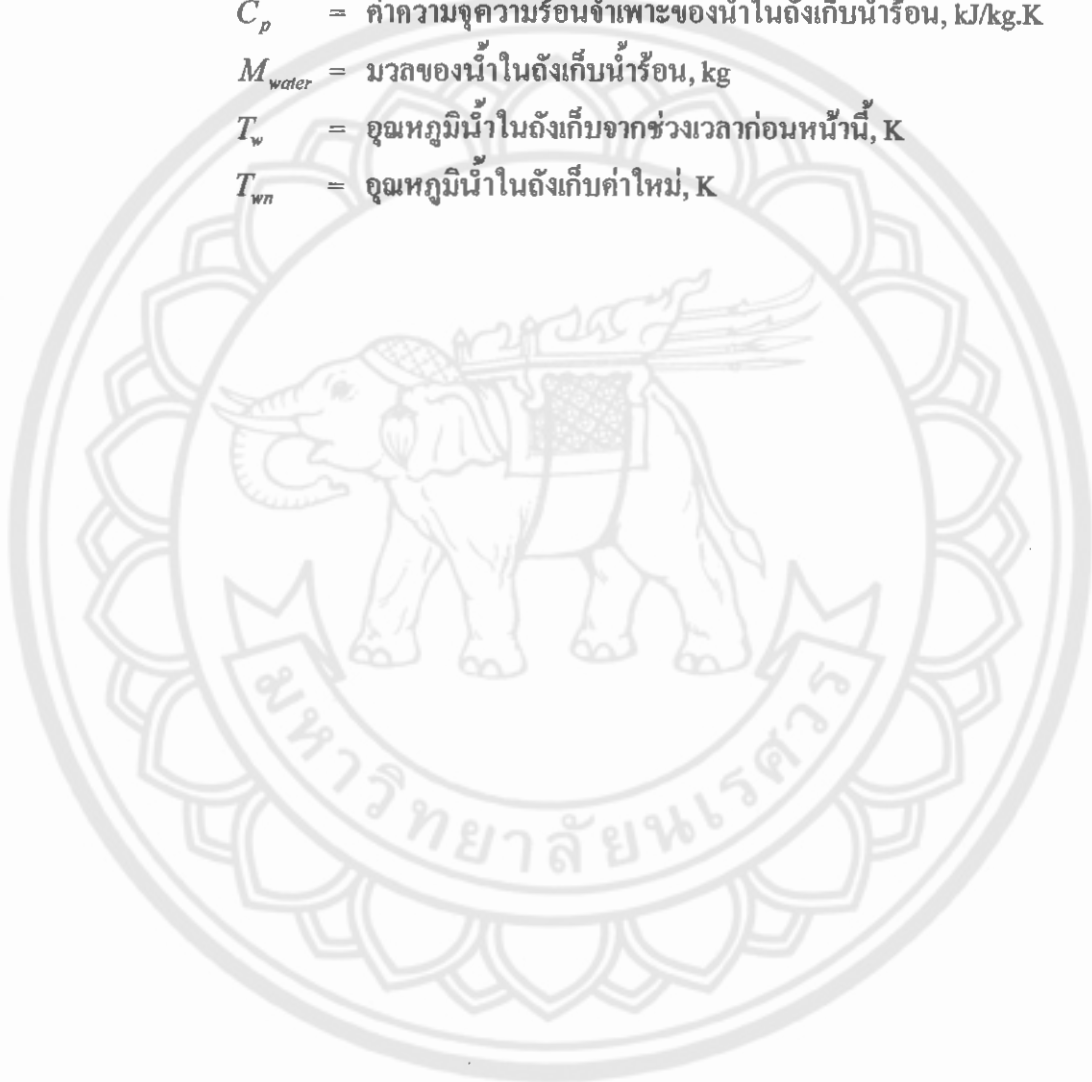 C_p = ค่าความจุความร้อนจำเพาะของน้ำในถังเก็บน้ำร้อน, kJ/kg.K
M_water = มวลของน้ำในถังเก็บน้ำร้อน, kg
T_w = อุณหภูมิน้ำในถังเก็บจากช่วงเวลาก่อนหน้านี้, K
T_wn = อุณหภูมิน้ำในถังเก็บค่าใหม่, K
มหาวิทยาลัยนเรศวร